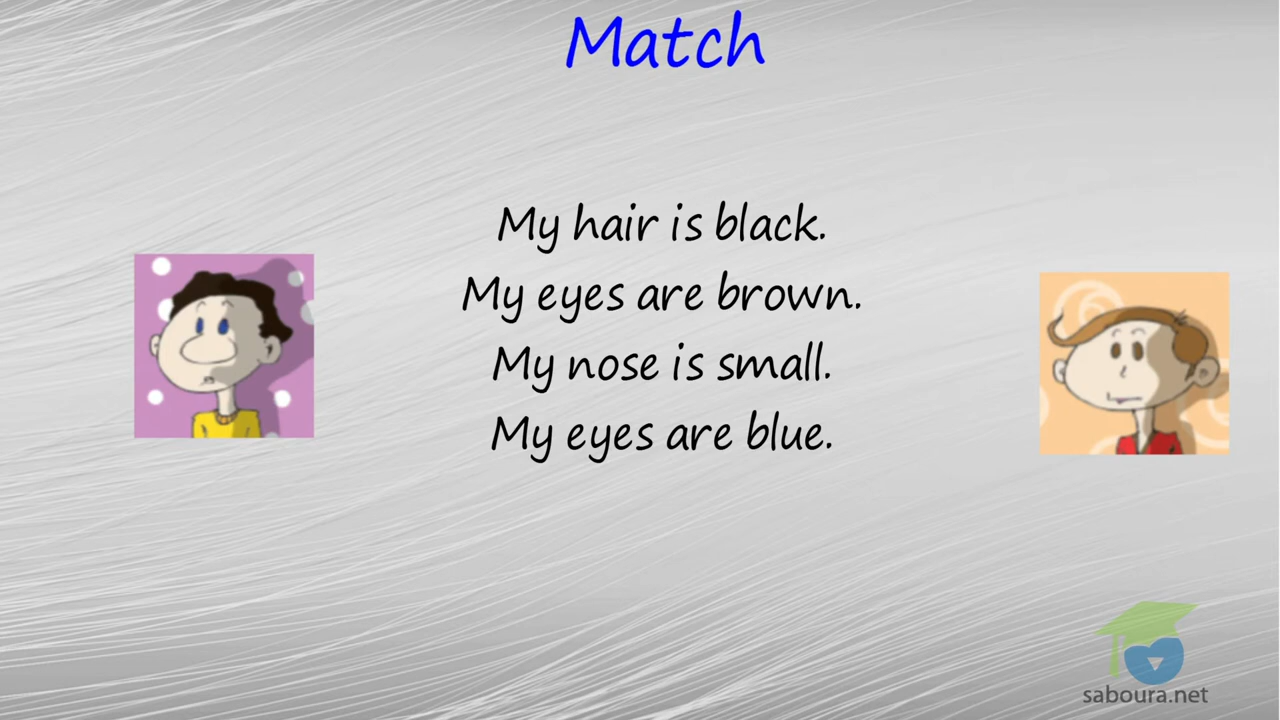 Match
My hair is black.
My eyes are brown.
My nose is small.
My eyes are blue.
saboura.net